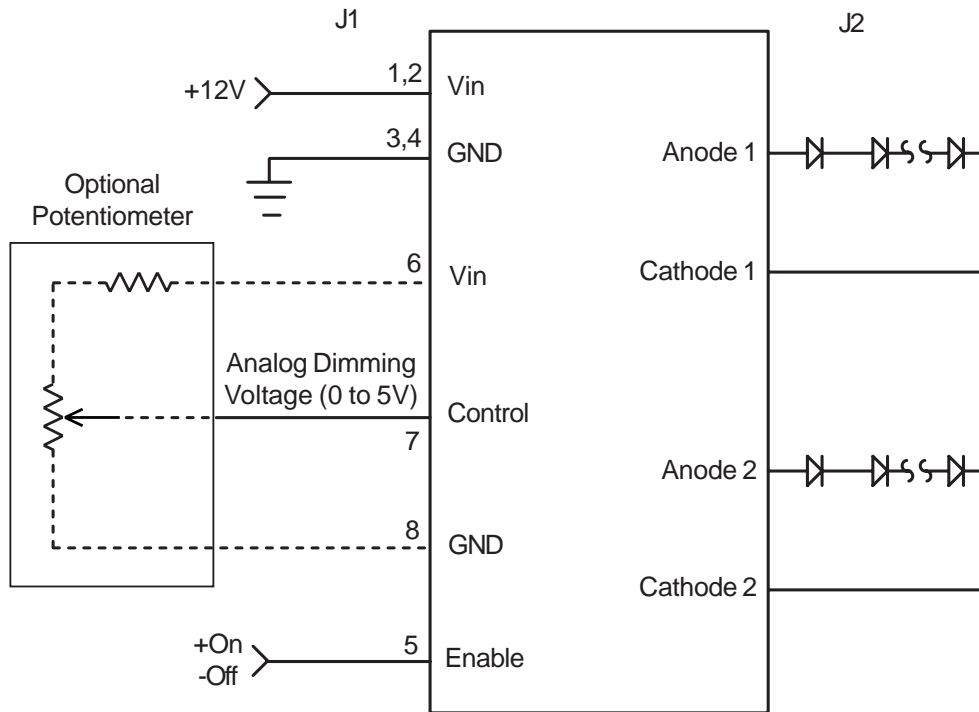 J1
J2
+12V
1,2
Vin
3,4
GND
Anode 1
Optional
Potentiometer
6
Vin
Cathode 1
Analog Dimming
Voltage (0 to 5V)
Control
7
Anode 2
8
GND
Cathode 2
+On
-Off
5
Enable